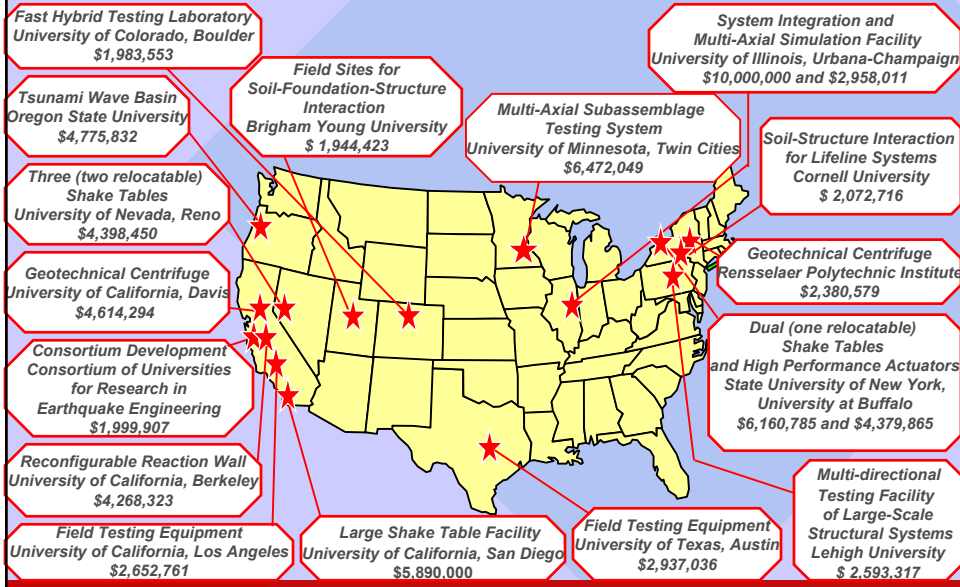 Fast Hybrid Testing Laboratory
University of Colorado, Boulder
$1,983,553
System Integration and
Multi-Axial Simulation Facility
University of Illinois, Urbana-Champaign
$10,000,000 and $2,958,011
Field Sites for
Soil-Foundation-Structure
Interaction
Brigham Young University
$ 1,944,423
Tsunami Wave Basin
Oregon State University
$4,775,832
Multi-Axial Subassemblage
Testing System
University of Minnesota, Twin Cities
$6,472,049
Soil-Structure Interaction
for Lifeline Systems
Cornell University
$ 2,072,716
Three (two relocatable)
Shake Tables
University of Nevada, Reno
$4,398,450
Geotechnical Centrifuge
Rensselaer Polytechnic Institute
$2,380,579
Geotechnical Centrifuge
University of California, Davis
$4,614,294
Dual (one relocatable)
Shake Tables
and High Performance Actuators
State University of New York,
University at Buffalo
$6,160,785 and $4,379,865
Consortium Development
Consortium of Universities
for Research in
Earthquake Engineering
$1,999,907
Reconfigurable Reaction Wall
University of California, Berkeley
$4,268,323
Multi-directional
Testing Facility
of Large-Scale
Structural Systems
Lehigh University
$ 2,593,317
Field Testing Equipment
University of California, Los Angeles
$2,652,761
Large Shake Table Facility
University of California, San Diego
$5,890,000
Field Testing Equipment
University of Texas, Austin
$2,937,036